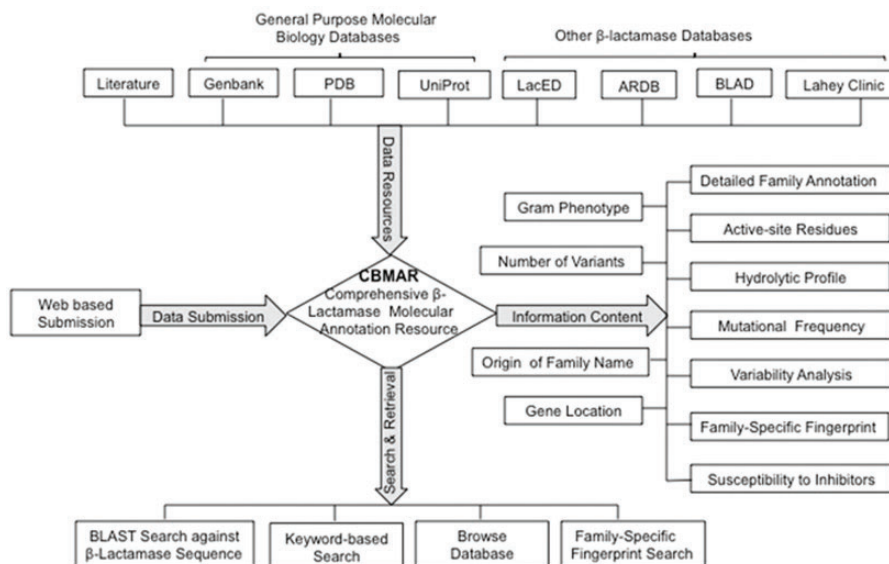 General Purpose Molecular
Biology Databases
Other β-lactamase Databases
Literature
Genbank
PDB
UniProt
LacED
ARDB
BLAD
Lahey Clinic
Data Resources
Detailed Family Annotation
Gram Phenotype
Active-site Residues
Number of Variants
Hydrolytic Profile
CBMAR
Comprehensive β-
Lactamase Molecular
Annotation Resource
Web based
Submission
Data Submission
Information Content
Mutational Frequency
Origin of Family Name
Variability Analysis
Gene Location
Family-Specific Fingerprint
Susceptibility to Inhibitors
Search & Retrieval
BLAST Search against
β-Lactamase Sequence
Keyword-based
Search
Browse
Database
Family-Specific
Fingerprint Search